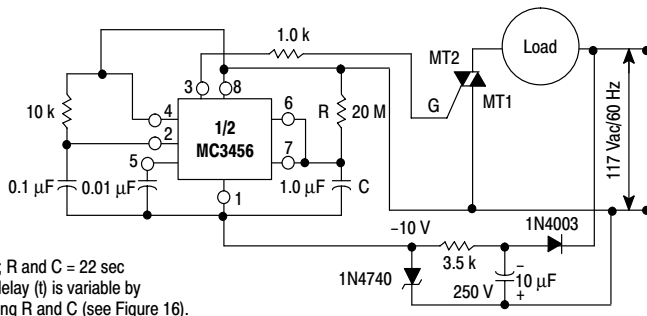 1.0 k
MT2
Load
3
8
10 k
4
2
5
1/2
MC3456
6
7
R
20 M
G
MT1
117 Vac/60 Hz
0.1 μF
0.01 μF
1.0 μF
C
1
−10 V
1N4003
3.5 k
1N4740
−
10 μF
250 V
+
; R and C = 22 sec
delay (t) is variable by
ng R and C (see Figure 16).